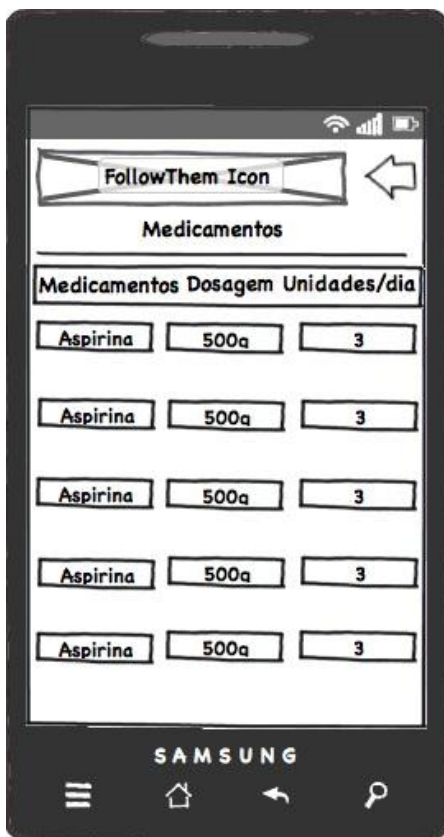 FollowThem Icon
Medicamentos
Medicamentos Dosagem Unidades/dia
Aspirina 500g 3
Aspirina 500g 3
Aspirina 500g 3
Aspirina 500g 3
Aspirina 500g 3
SAMSUNG